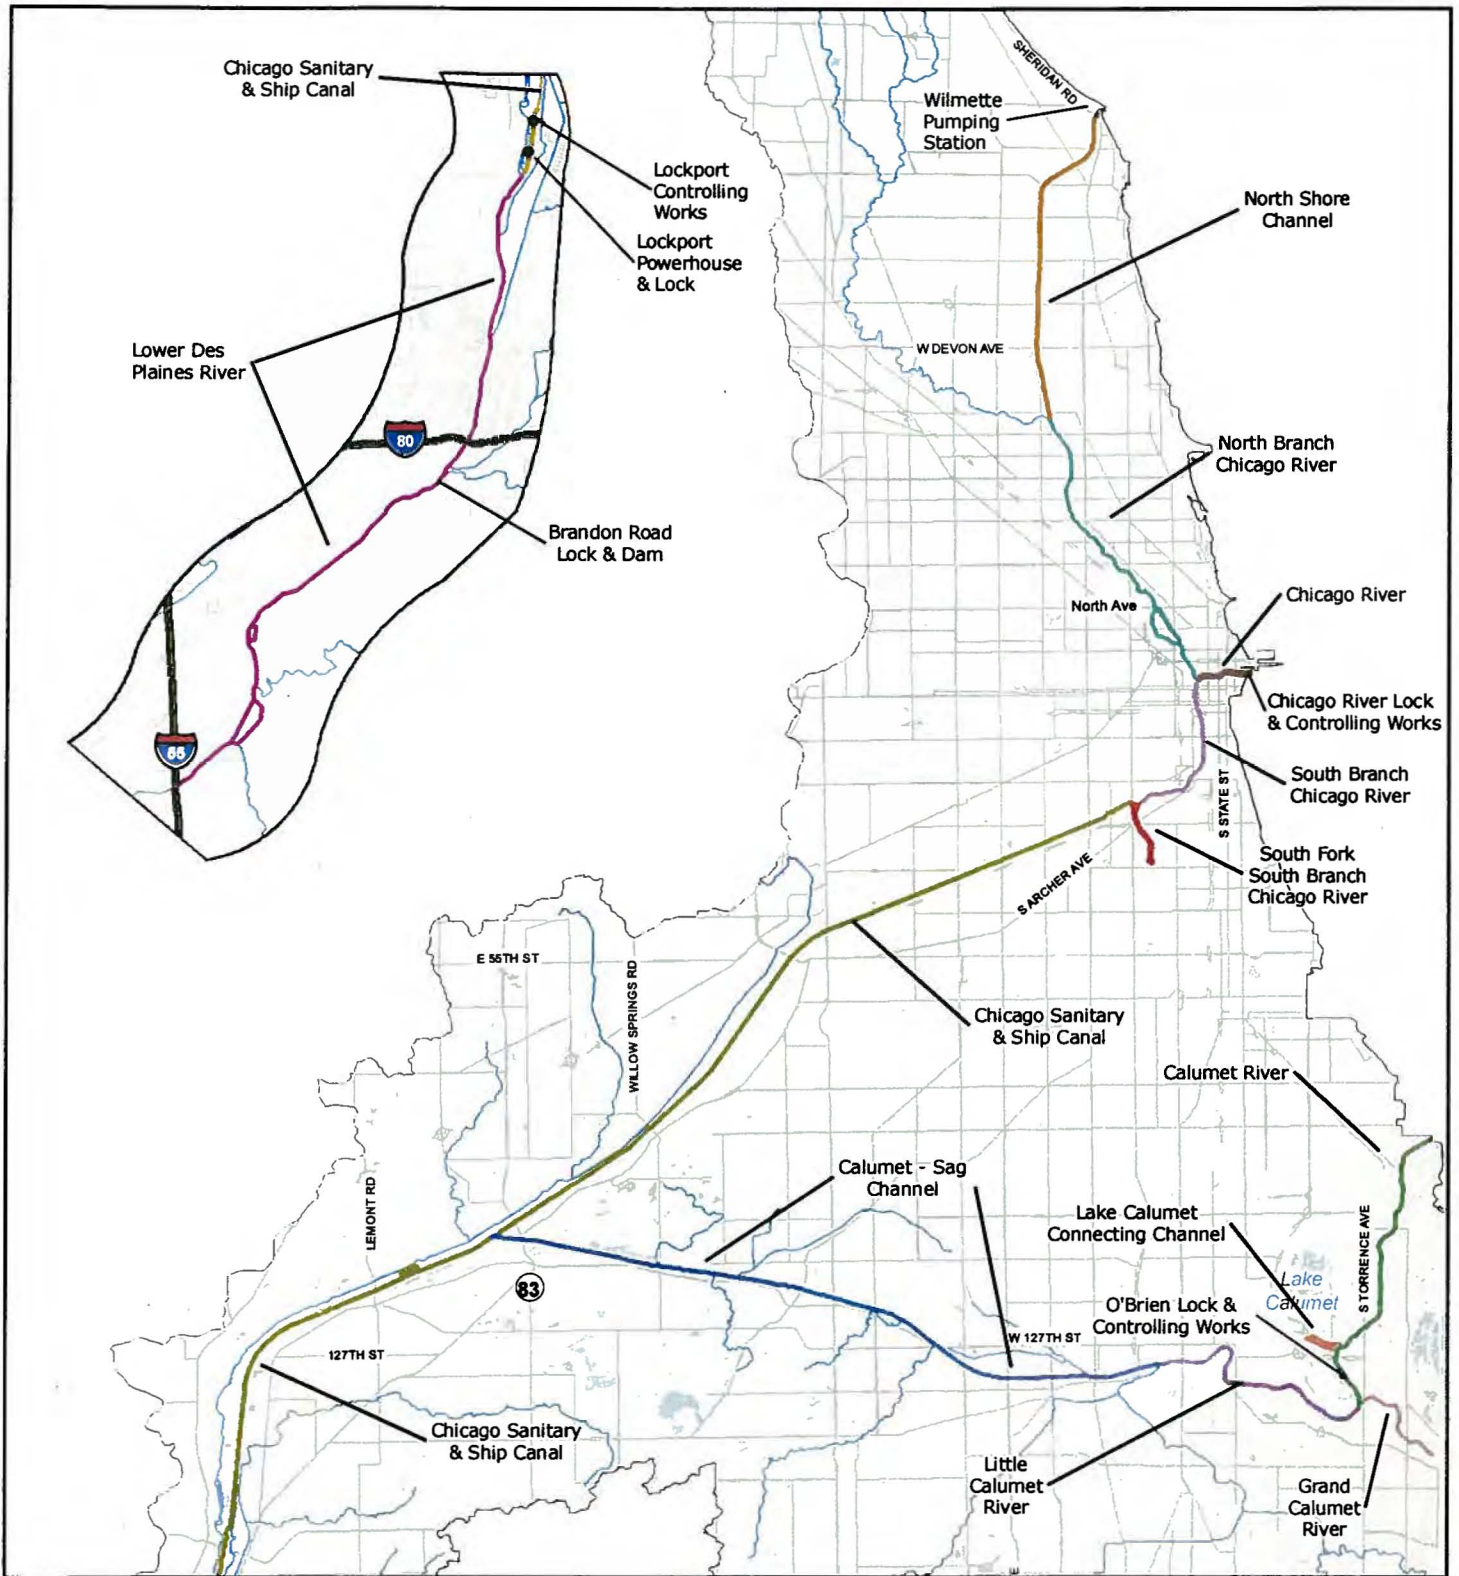 Chicago Sanitary
& Ship Canal
Lockport
Controlling
Works
Lockport
Powerhouse
& Lock
Lower Des
Plaines River
80
Brandon Road
Lock & Dam
55
SHERIDAN RD
Wilmette
Pumping
Station
North Shore
Channel
W DEVON AVE
North Branch
Chicago River
North Ave
Chicago River
Chicago River Lock
& Controlling Works
South Branch
Chicago River
S STATE ST
South Fork
South Branch
Chicago River
S ARCHER AVE
E 55TH ST
WILLOW SPRINGS RD
Chicago Sanitary
& Ship Canal
Calumet River
Calumet - Sag
Channel
LEMONT RD
Lake Calumet
Connecting Channel
S TORRENCE AVE
Lake
Calumet
83
O'Brien Lock &
Controlling Works
W 127TH ST
127TH ST
Chicago Sanitary
& Ship Canal
Little
Calumet
River
Grand
Calumet
River